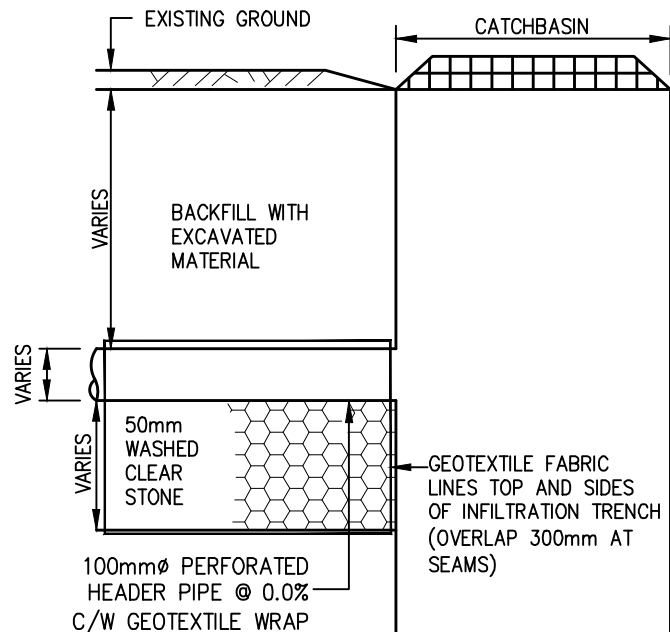 EXISTING GROUND
CATCHBASIN
VARIES
BACKFILL WITH
EXCAVATED
MATERIAL
VARIES
VARIES
50mm
WASHED
CLEAR
STONE
GEOTEXTILE FABRIC
LINES TOP AND SIDES
OF INFILTRATION TRENCH
(OVERLAP 300mm AT
SEAMS)
100mmø PERFORATED
HEADER PIPE @ 0.0%
C/W GEOTEXTILE WRAP